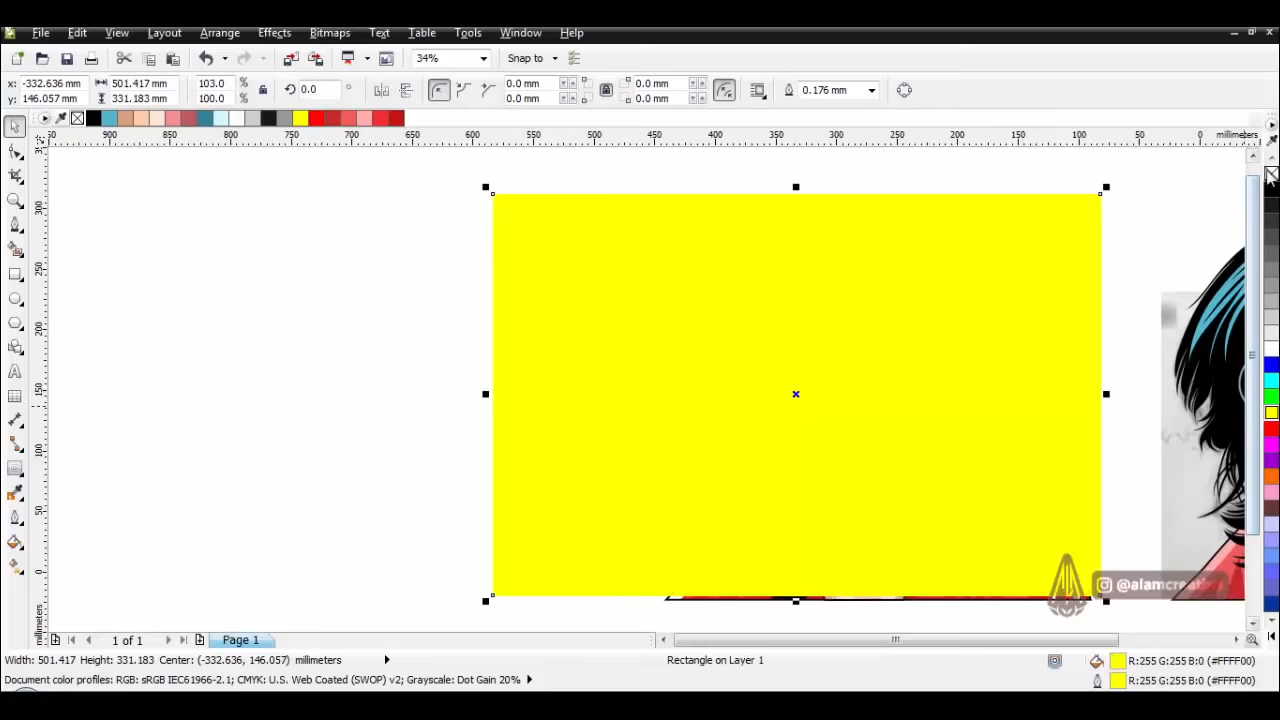 File Edit View Layout Arrange Effects Bitmaps Text Table Tools Window Help
34% Snap to
x: -332.636 mm 501.417 mm 103.0 % 0.0 ° 0.0 mm 0.0 mm 0.176 mm
y: 146.057 mm 331.183 mm 100.0 % 0.0 mm 0.0 mm
900 850 800 750 700 650 600 550 500 450 400 350 300 250 200 150 100 50 0 millimeters
300
250
200
150
100
50
0
millimeters
@alamcreati
1 of 1 Page 1
Width: 501.417 Height: 331.183 Center: (-332.636, 146.057) millimeters Rectangle on Layer 1 R:255 G:255 B:0 (#FFFF00)
Document color profiles: RGB: sRGB IEC61966-2.1; CMYK: U.S. Web Coated (SWOP) v2; Grayscale: Dot Gain 20% R:255 G:255 B:0 (#FFFF00)